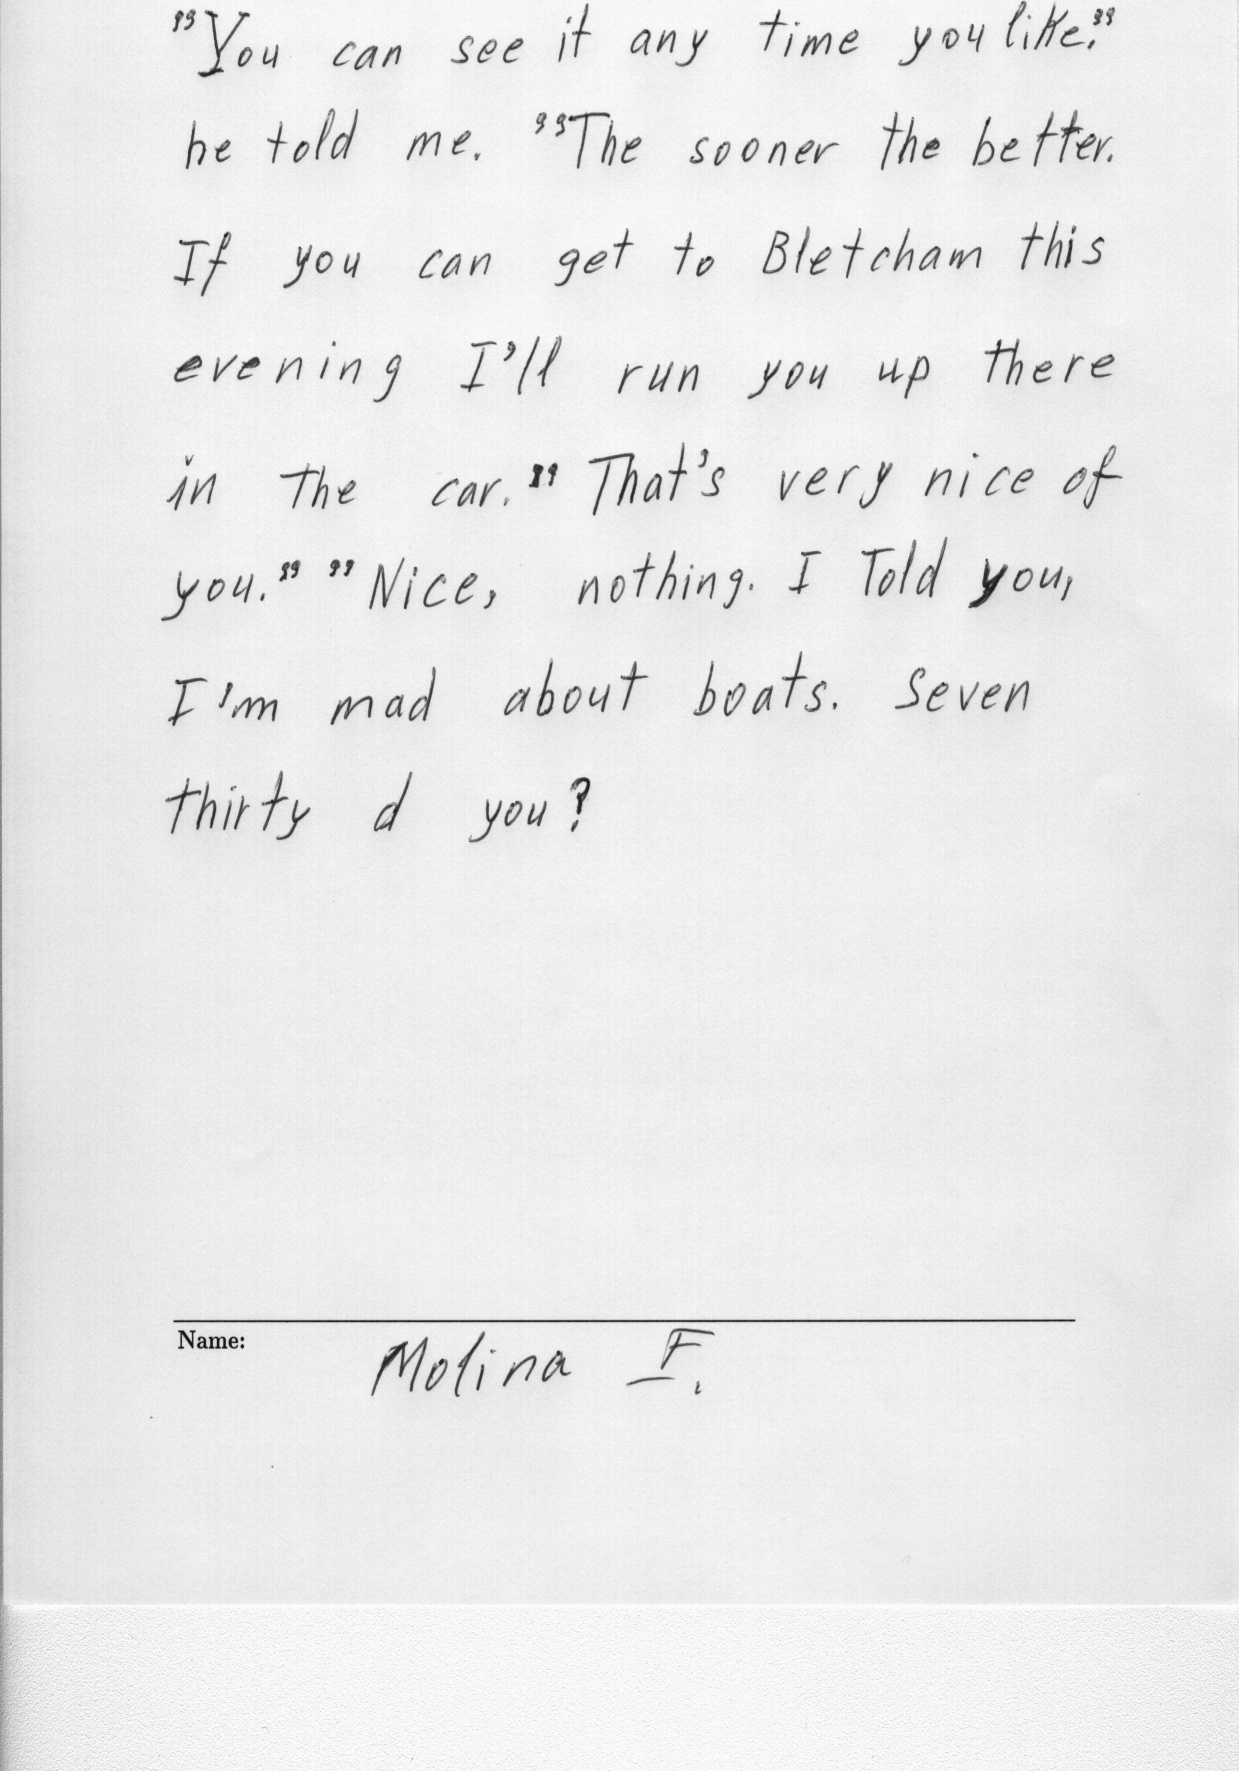 "You can see it any time you like."
he told me. "The sooner the better.
If you can get to Bletcham this
evening I'll run you up there
in the car." That's very nice of
you." "Nice, nothing. I Told you,
I'm mad about boats. Seven
thirty d you?
Name: Molina F.